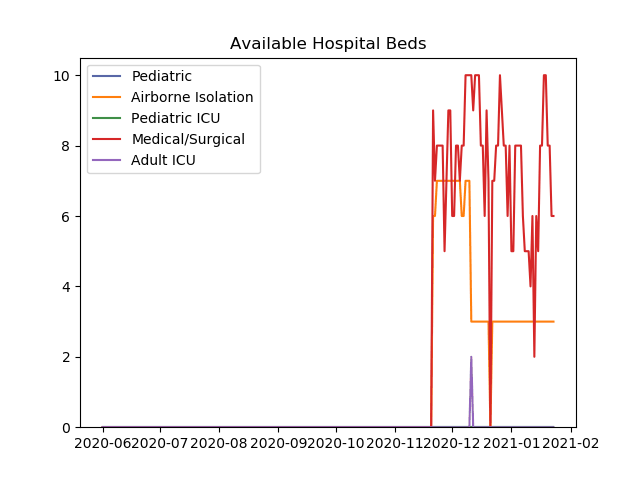 Available Hospital Beds
10
8
6
4
2
0
Pediatric
Airborne Isolation
Pediatric ICU
Medical/Surgical
Adult ICU
2020-06 2020-07 2020-08 2020-09 2020-10 2020-11 2020-12 2021-01 2021-02